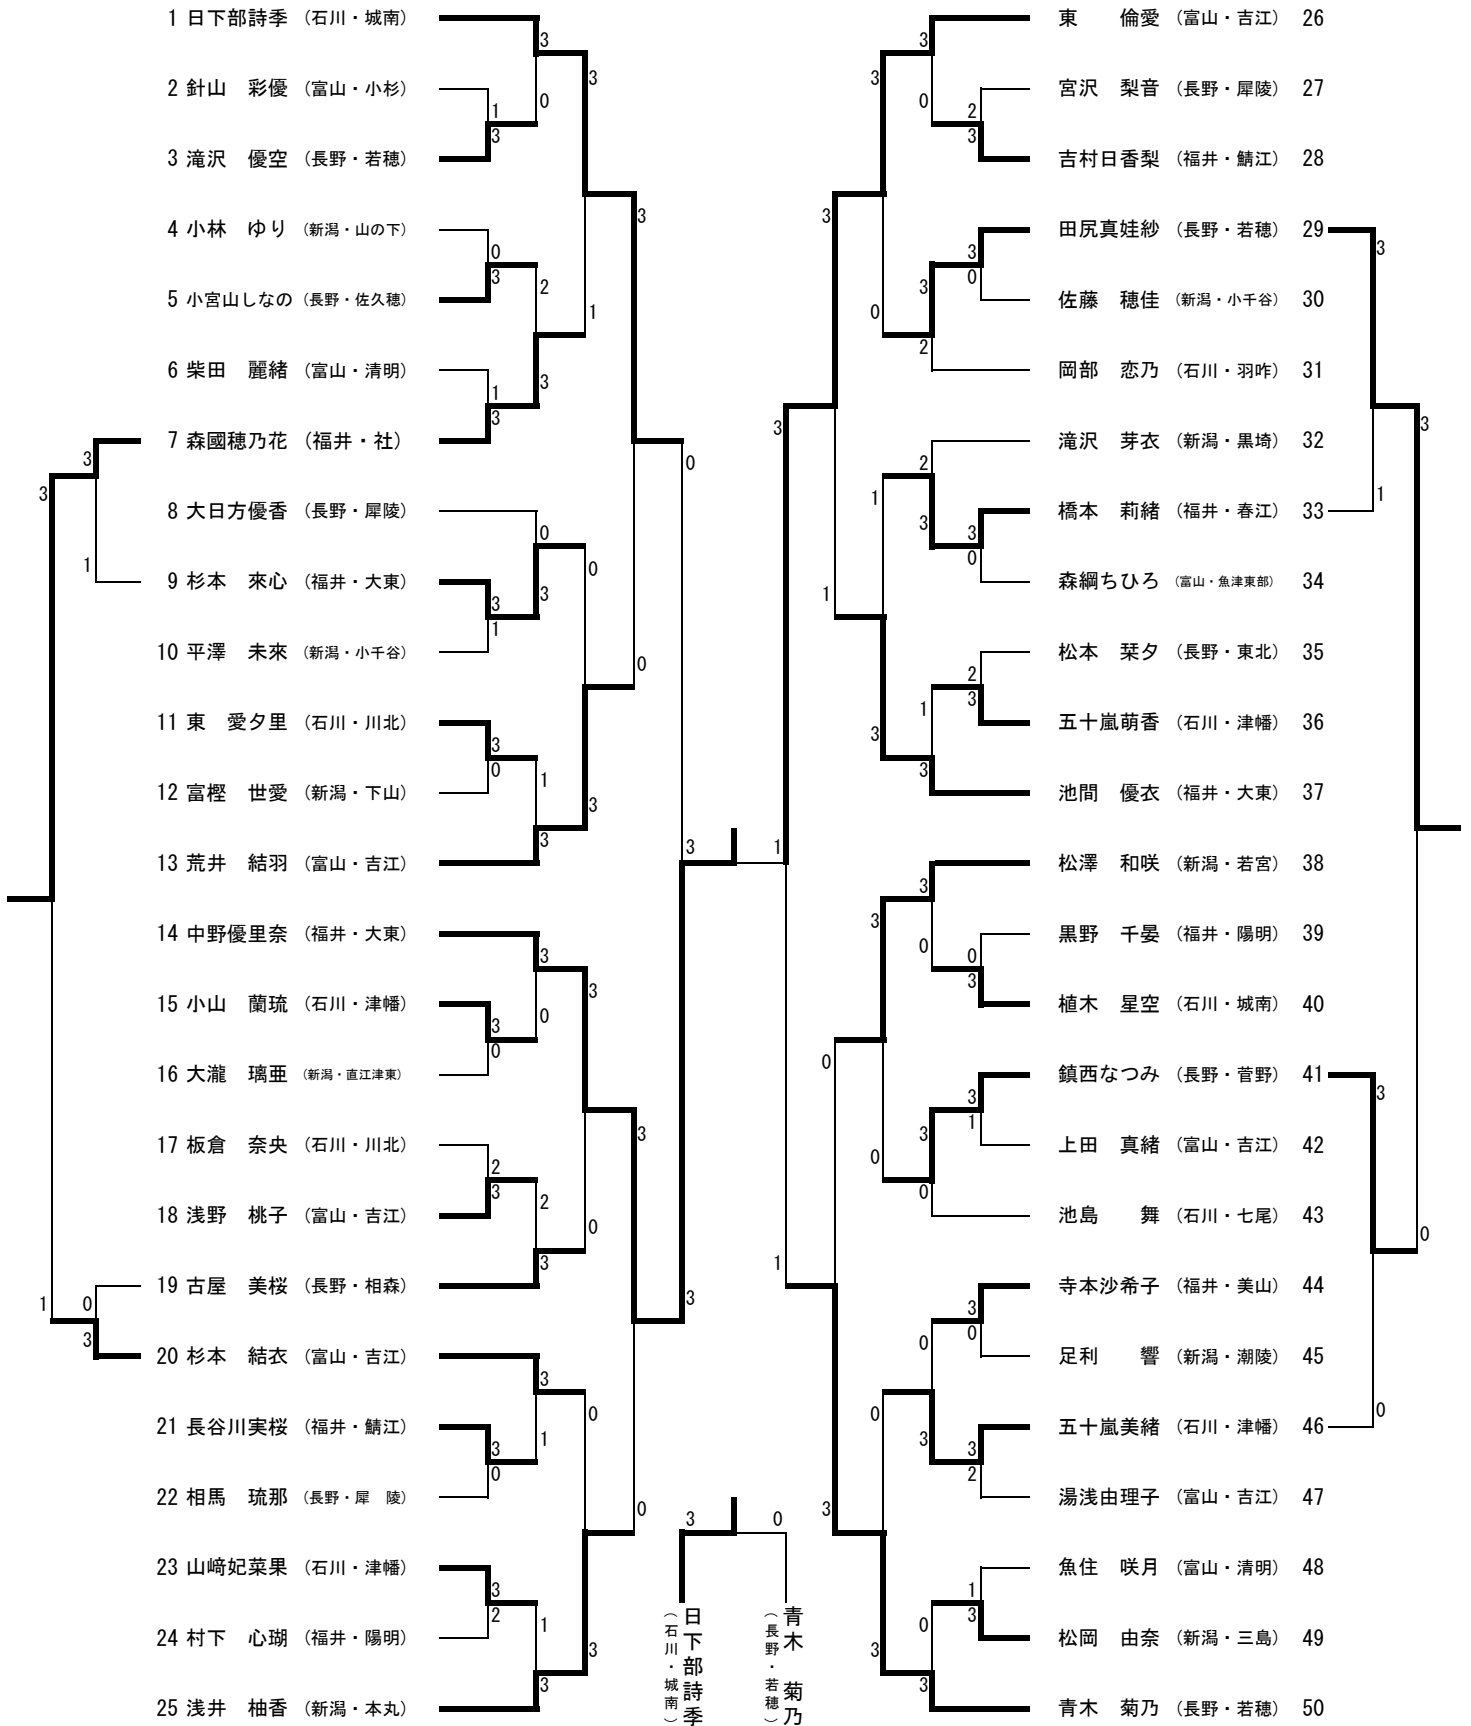 1 日下部詩季 （石川・城南）
2 針山　彩優 （富山・小杉）
3 滝沢　優空 （長野・若穂）
4 小林　ゆり （新潟・山の下）
5 小宮山しなの （長野・佐久穂）
6 柴田　麗緒 （富山・清明）
7 森國穂乃花 （福井・社）
8 大日方優香 （長野・犀陵）
9 杉本　來心 （福井・大東）
10 平澤　未來 （新潟・小千谷）
11 東　愛夕里 （石川・川北）
12 富樫　世愛 （新潟・下山）
13 荒井　結羽 （富山・吉江）
14 中野優里奈 （福井・大東）
15 小山　蘭琉 （石川・津幡）
16 大瀧　璃亜 （新潟・直江津東）
17 板倉　奈央 （石川・川北）
18 浅野　桃子 （富山・吉江）
19 古屋　美桜 （長野・相森）
20 杉本　結衣 （富山・吉江）
21 長谷川実桜 （福井・鯖江）
22 相馬　琉那 （長野・犀　陵）
23 山﨑妃菜果 （石川・津幡）
24 村下　心瑚 （福井・陽明）
25 浅井　柚香 （新潟・本丸）
東　　倫愛 （富山・吉江） 26
宮沢　梨音 （長野・犀陵） 27
吉村日香梨 （福井・鯖江） 28
田尻真娃紗 （長野・若穂） 29
佐藤　穂佳 （新潟・小千谷） 30
岡部　恋乃 （石川・羽咋） 31
滝沢　芽衣 （新潟・黒埼） 32
橋本　莉緒 （福井・春江） 33
森綱ちひろ （富山・魚津東部） 34
松本　栞夕 （長野・東北） 35
五十嵐萌香 （石川・津幡） 36
池間　優衣 （福井・大東） 37
松澤　和咲 （新潟・若宮） 38
黒野　千晏 （福井・陽明） 39
植木　星空 （石川・城南） 40
鎮西なつみ （長野・菅野） 41
上田　真緒 （富山・吉江） 42
池島　　舞 （石川・七尾） 43
寺本沙希子 （福井・美山） 44
足利　　響 （新潟・潮陵） 45
五十嵐美緒 （石川・津幡） 46
湯浅由理子 （富山・吉江） 47
魚住　咲月 （富山・清明） 48
松岡　由奈 （新潟・三島） 49
青木　菊乃 （長野・若穂） 50
3 0
日下部詩季
（石川・城南）
青木　菊乃
（長野・若穂）
3 1